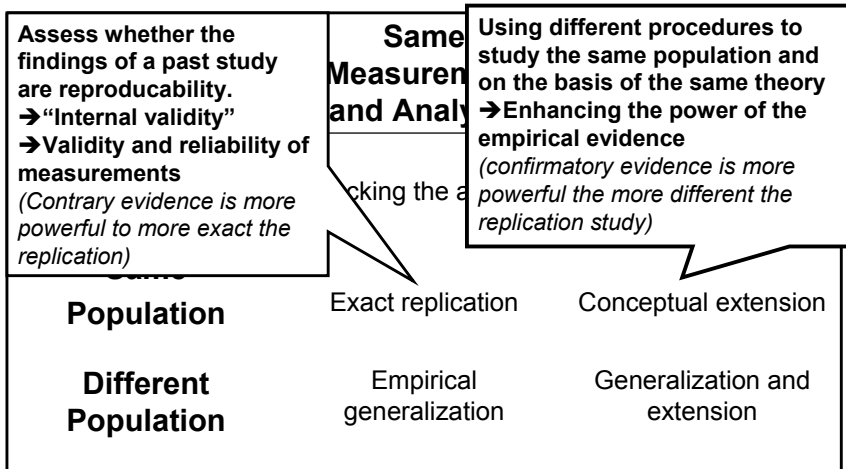 Assess whether the
findings of a past study
are reproducability.
➔“Internal validity”
➔Validity and reliability of
measurements
(Contrary evidence is more
powerful to more exact the
replication)
Same
and
Using different procedures to
study the same population and
on the basis of the same theory
➔Enhancing the power of the
empirical evidence
(confirmatory evidence is more
powerful the more different the
replication study)
the
Population
Exact replication
Conceptual extension
Different
Population
Empirical
generalization
Generalization and
extension